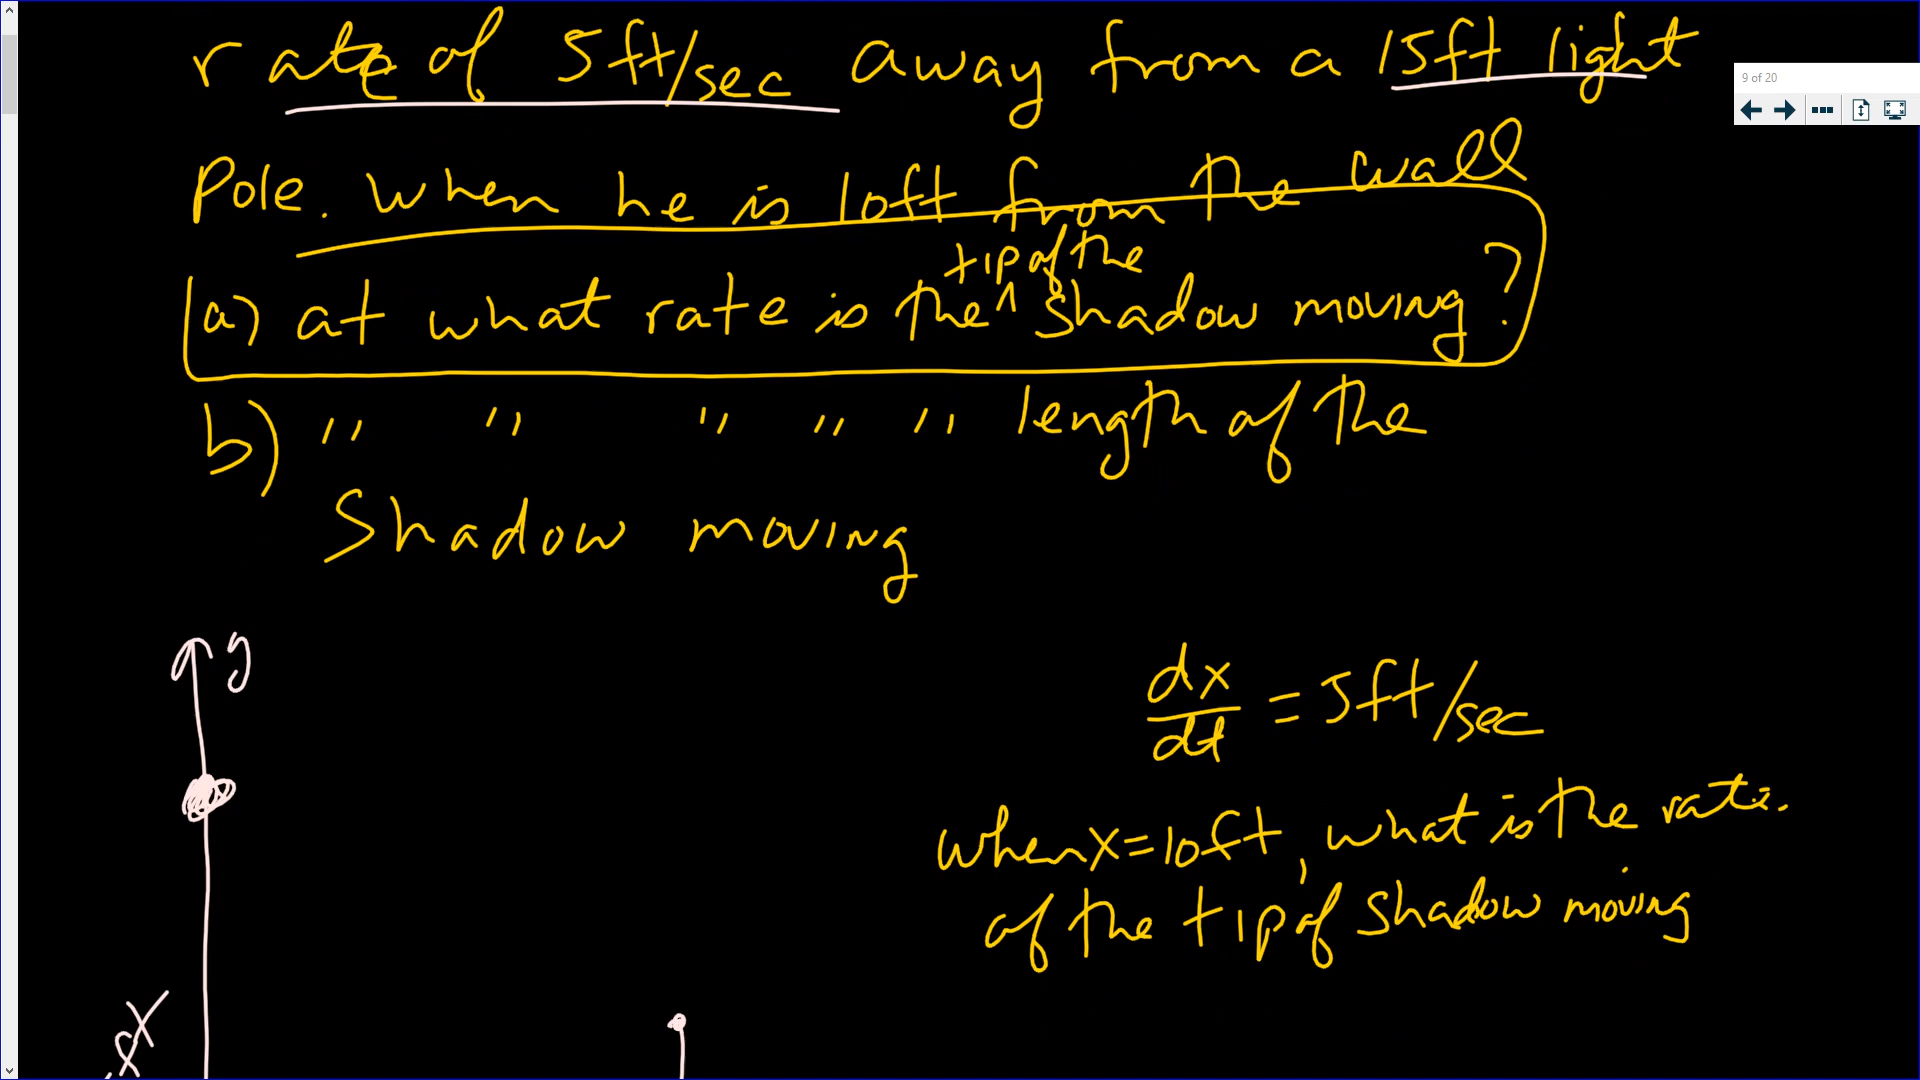 rate of 5ft/sec away from a 15ft light
9 of 20
Pole. when he is 10ft from the wall
tip of the
(a) at what rate is the ^ shadow moving?
b) " " " " " length of the
Shadow moving
y
dx/dt = 5ft/sec
when x=10ft, what is the rate.
of the tip of shadow moving